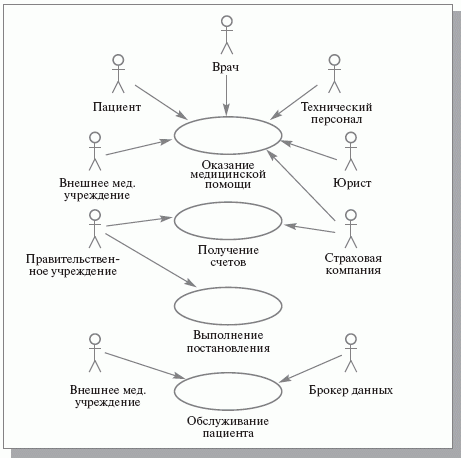 Врач
Пациент
Технический
персонал
Внешнее мед.
учреждение
Оказание
медицинской
помощи
Юрист
Правительствен-
ное учреждение
Получение
счетов
Страховая
компания
Выполнение
постановления
Внешнее мед.
учреждение
Брокер данных
Обслуживание
пациента